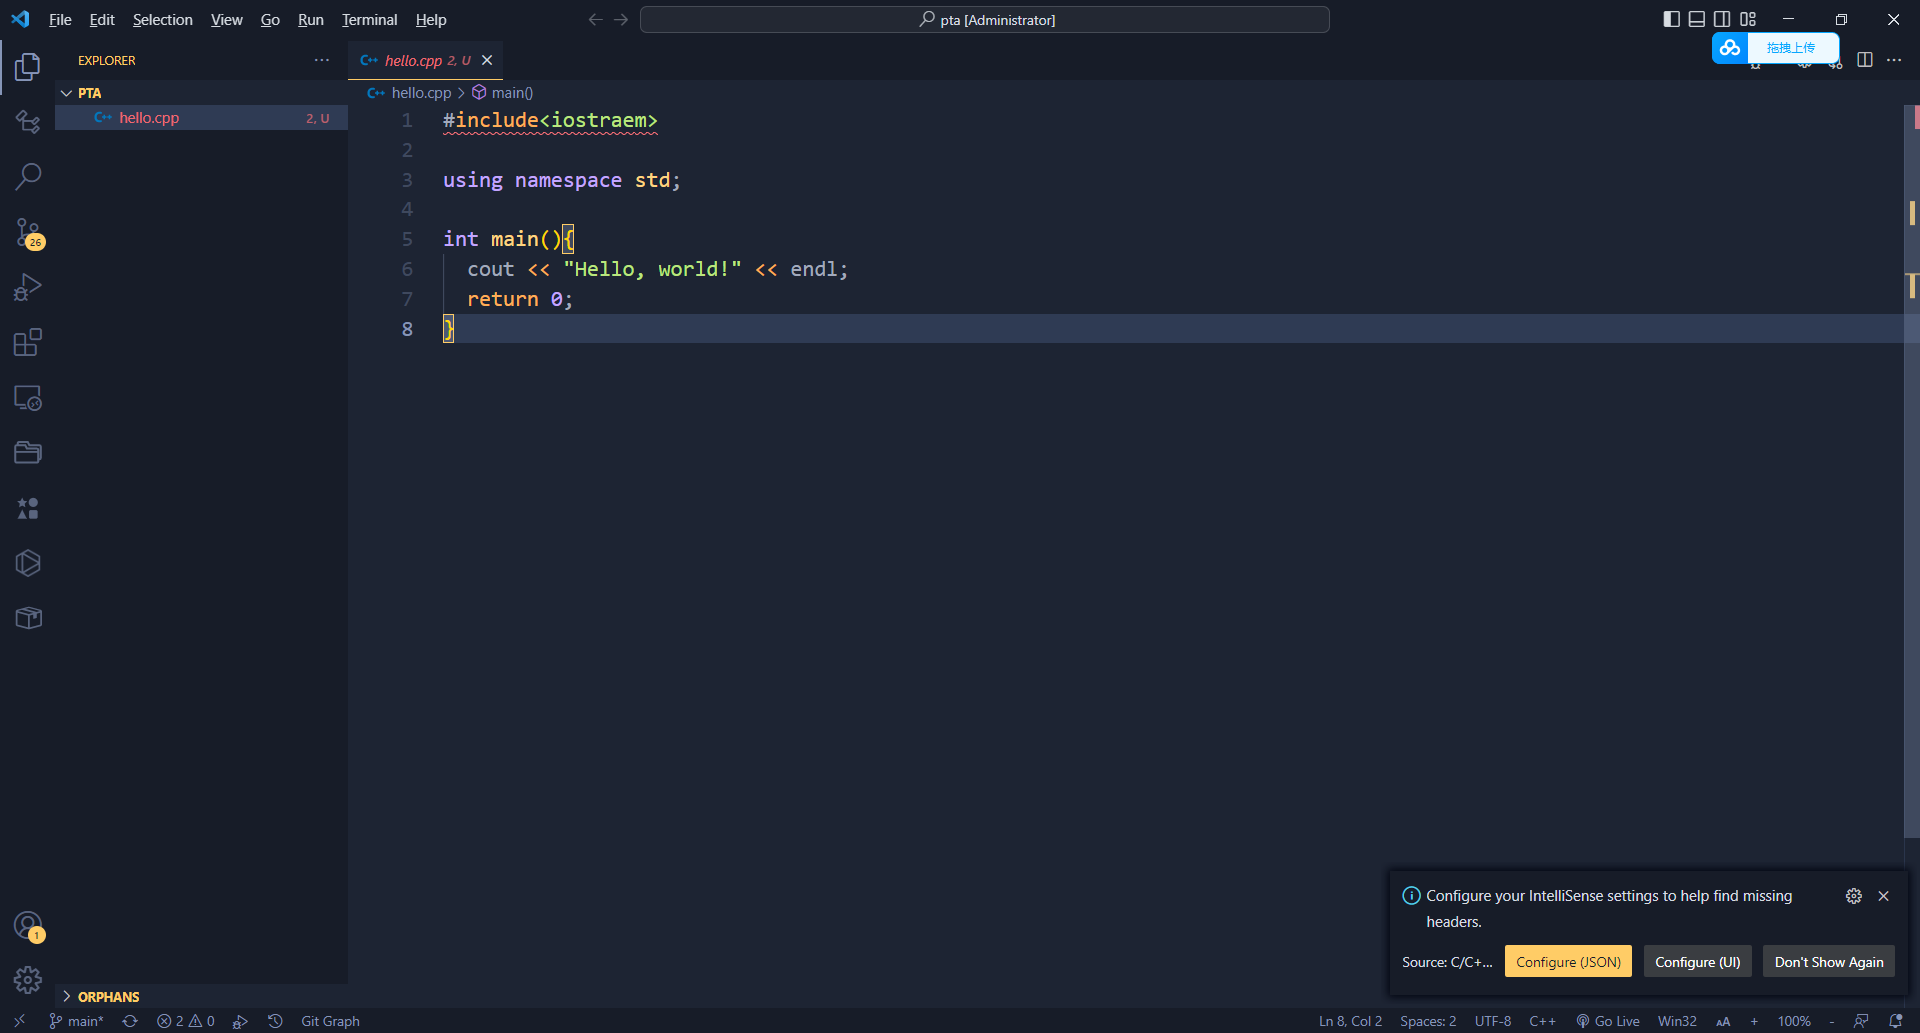 File Edit Selection View Go Run Terminal Help
pta [Administrator]
拖拽上传
EXPLORER
hello.cpp 2, U
PTA
hello.cpp 2, U
hello.cpp > main()
1 #include<iostraem>
2
3 using namespace std;
4
5 int main(){
6 cout << "Hello, world!" << endl;
7 return 0;
8 }
26
1
Configure your IntelliSense settings to help find missing
headers.
Source: C/C+... Configure (JSON) Configure (UI) Don't Show Again
ORPHANS
main* 2 0 Git Graph Ln 8, Col 2 Spaces: 2 UTF-8 C++ Go Live Win32 AA + 100% -